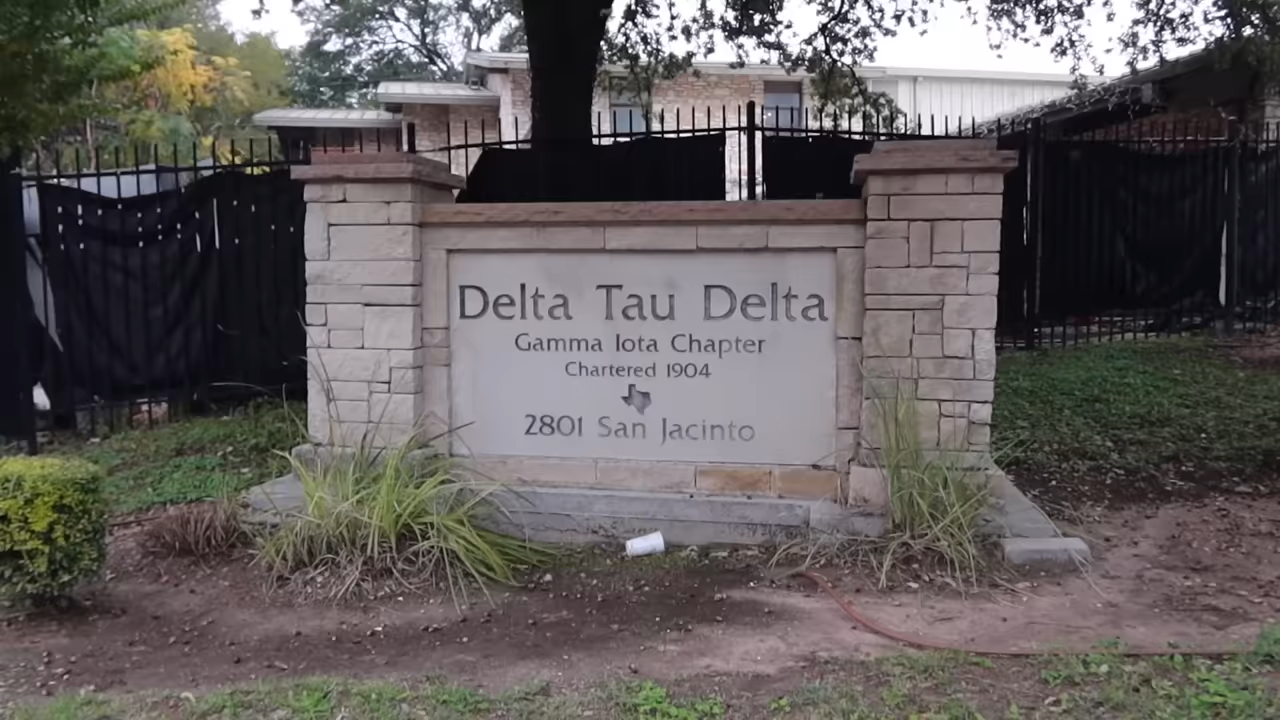 Delta Tau Delta
Gamma Iota Chapter
Chartered 1904
2801 San Jacinto